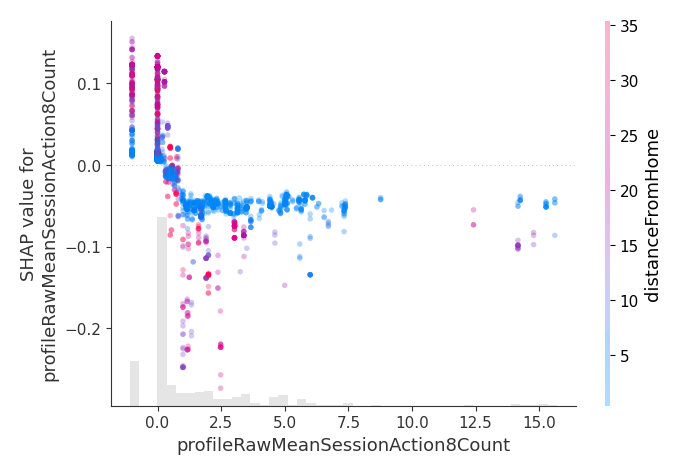 SHAP value for
profileRawMeanSessionAction8Count
0.1
0.0
−0.1
−0.2
0.0 2.5 5.0 7.5 10.0 12.5 15.0
profileRawMeanSessionAction8Count
35
30
25
20
15
10
5
distanceFromHome